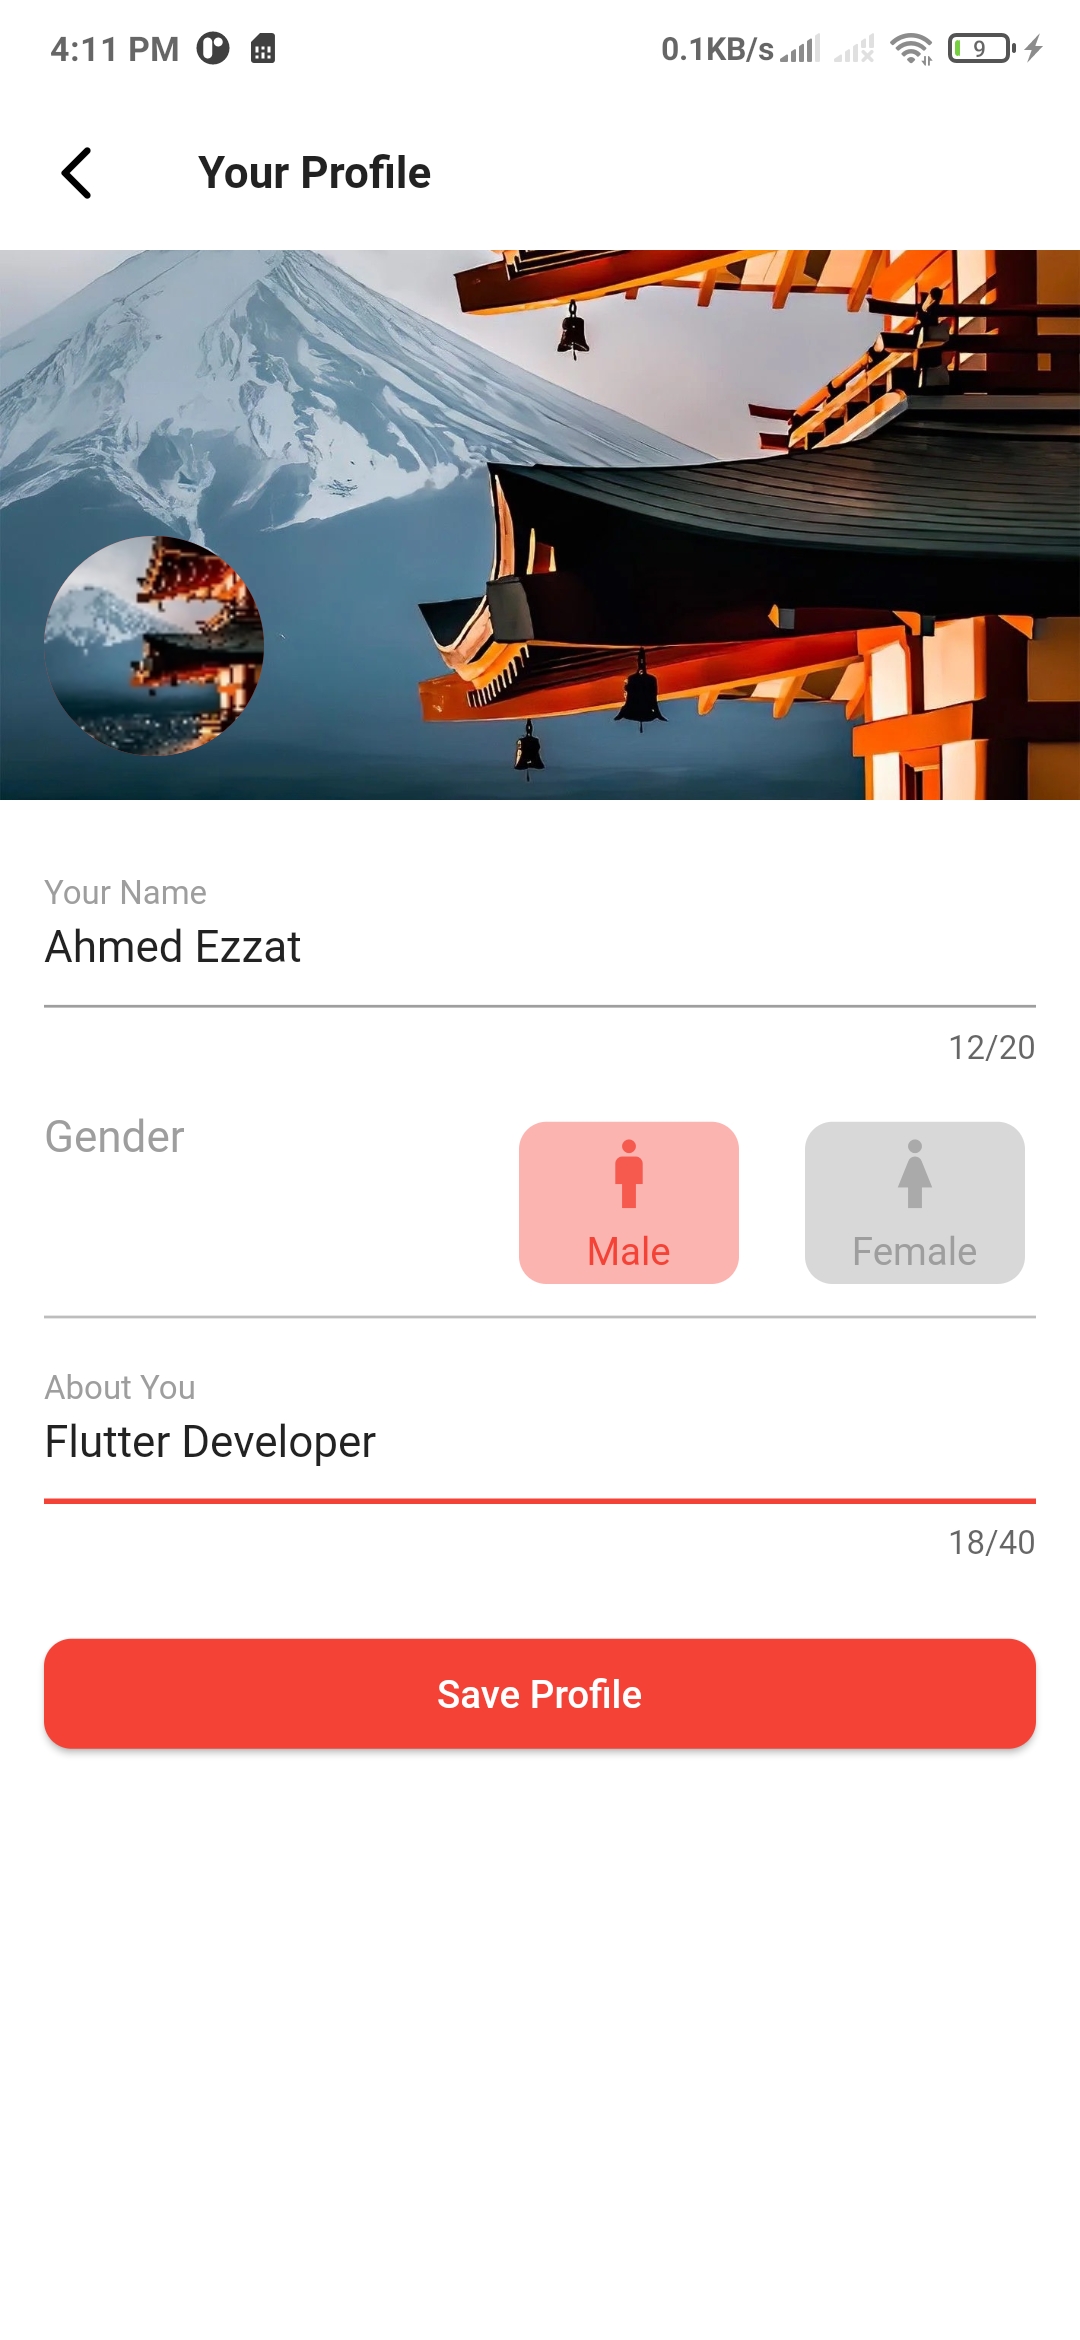 4:11 PM 0.1KB/s 9
Your Profile
Your Name
Ahmed Ezzat
12/20
Gender
Male Female
About You
Flutter Developer
18/40
Save Profile